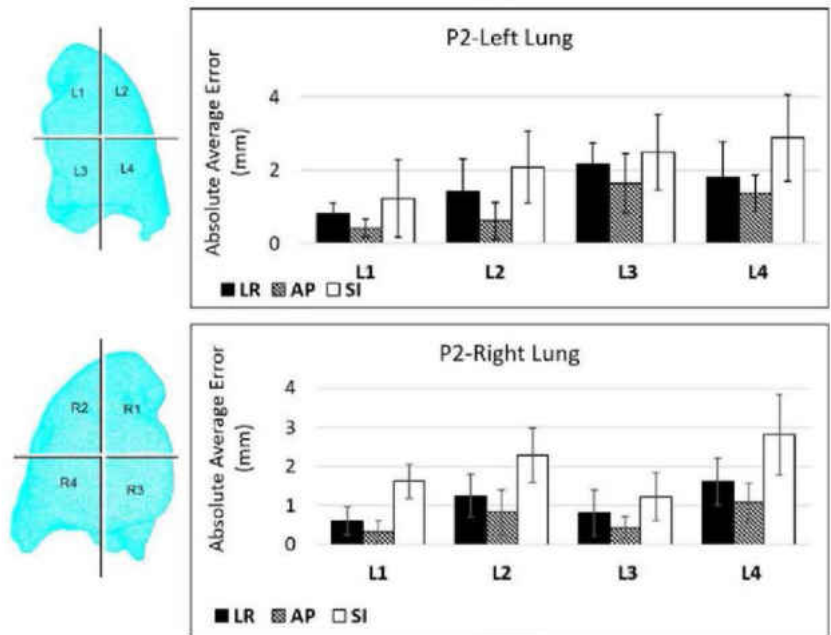 L1 L2
L3 L4
P2-Left Lung
Absolute Average Error
(mm)
4
2
0
L1 L2 L3 L4
LR AP SI
R2 R1
R4 R3
P2-Right Lung
Absolute Average Error
(mm)
4
3
2
1
0
L1 L2 L3 L4
LR AP SI